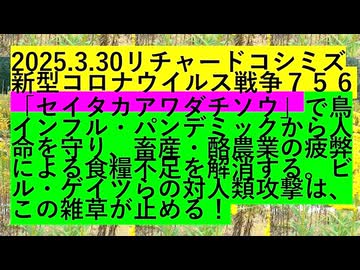 2025.3.30リチャードコシミズ
新型コロナウイルス戦争７５６
「セイタカアワダチソウ」で鳥
インフル・パンデミックから人
命を守り、畜産・酪農業の疲弊
による食糧不足を解消する。ビ
ル・ゲイツらの対人類攻撃は、
この雑草が止める！